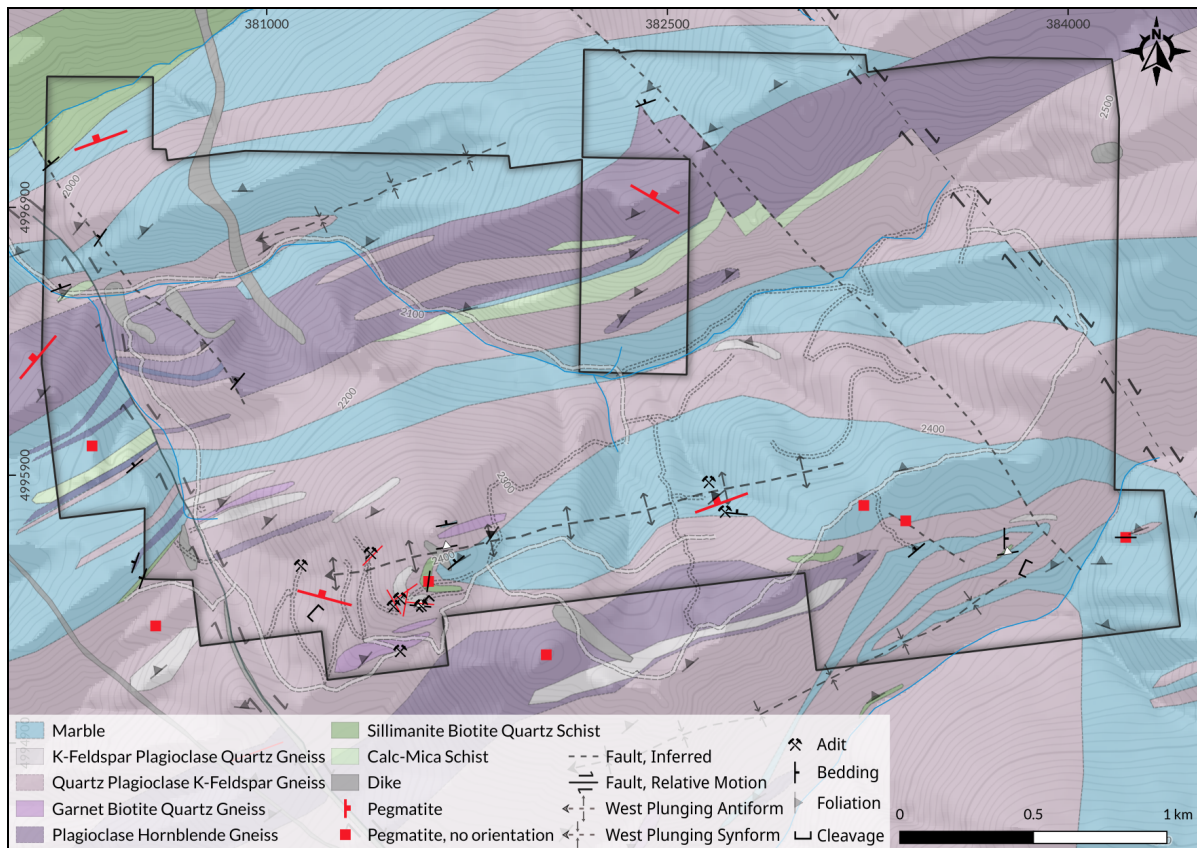 381000
382500
384000
N
2500
2000
4996900
2100
2200
2400
4995900
2300
2400
Marble
K-Feldspar Plagioclase Quartz Gneiss
Quartz Plagioclase K-Feldspar Gneiss
Garnet Biotite Quartz Gneiss
Plagioclase Hornblende Gneiss
Sillimanite Biotite Quartz Schist
Calc-Mica Schist
Dike
Pegmatite
Pegmatite, no orientation
Fault, Inferred
Fault, Relative Motion
West Plunging Antiform
West Plunging Synform
Adit
Bedding
Foliation
Cleavage
0 0.5 1 km